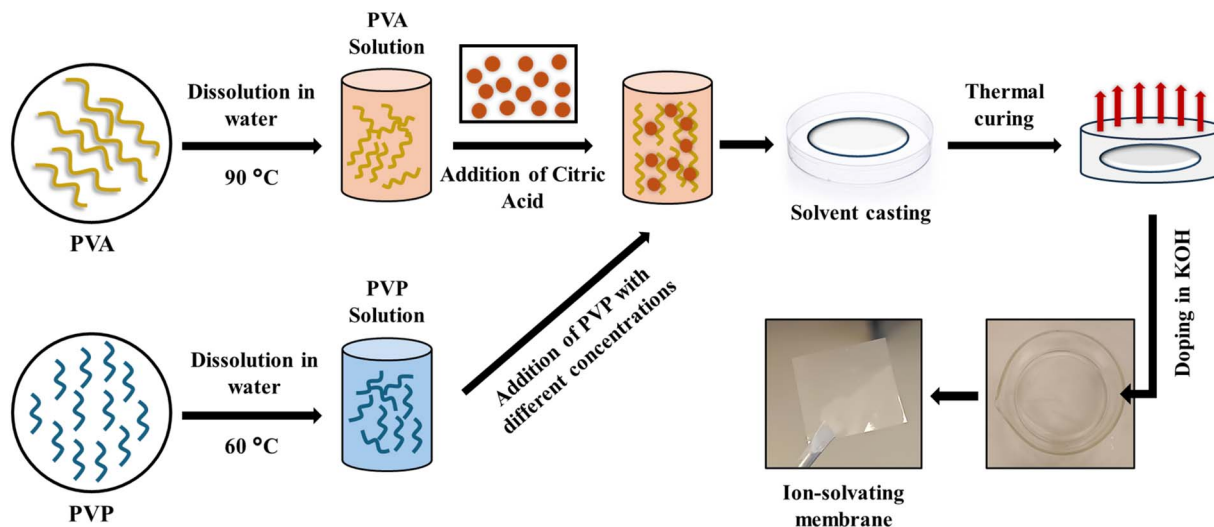 PVA
Solution
Dissolution in
water
90 °C
PVA
Addition of Citric
Acid
Solvent casting
Thermal
curing
PVP
Solution
Dissolution in
water
60 °C
PVP
Addition of PVP with
different concentrations
Doping in KOH
Ion-solvating
membrane